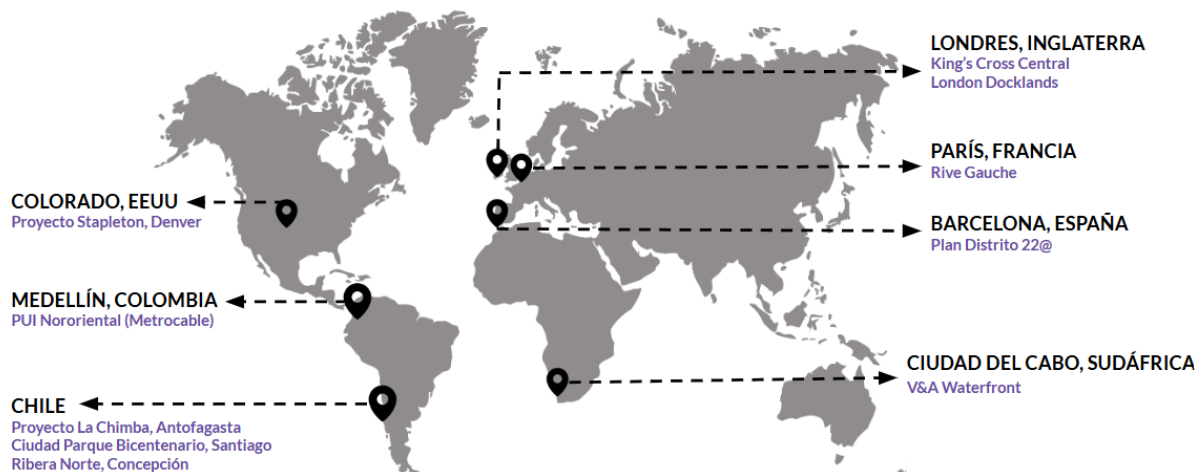 LONDRES, INGLATERRA
King's Cross Central
London Docklands
PARÍS, FRANCIA
Rive Gauche
COLORADO, EEUU
Proyecto Stapleton, Denver
BARCELONA, ESPAÑA
Plan Distrito 22@
MEDELLÍN, COLOMBIA
PUI Nororiental (Metrocable)
CIUDAD DEL CABO, SUDÁFRICA
V&A Waterfront
CHILE
Proyecto La Chimba, Antofagasta
Ciudad Parque Bicentenario, Santiago
Ribera Norte, Concepción